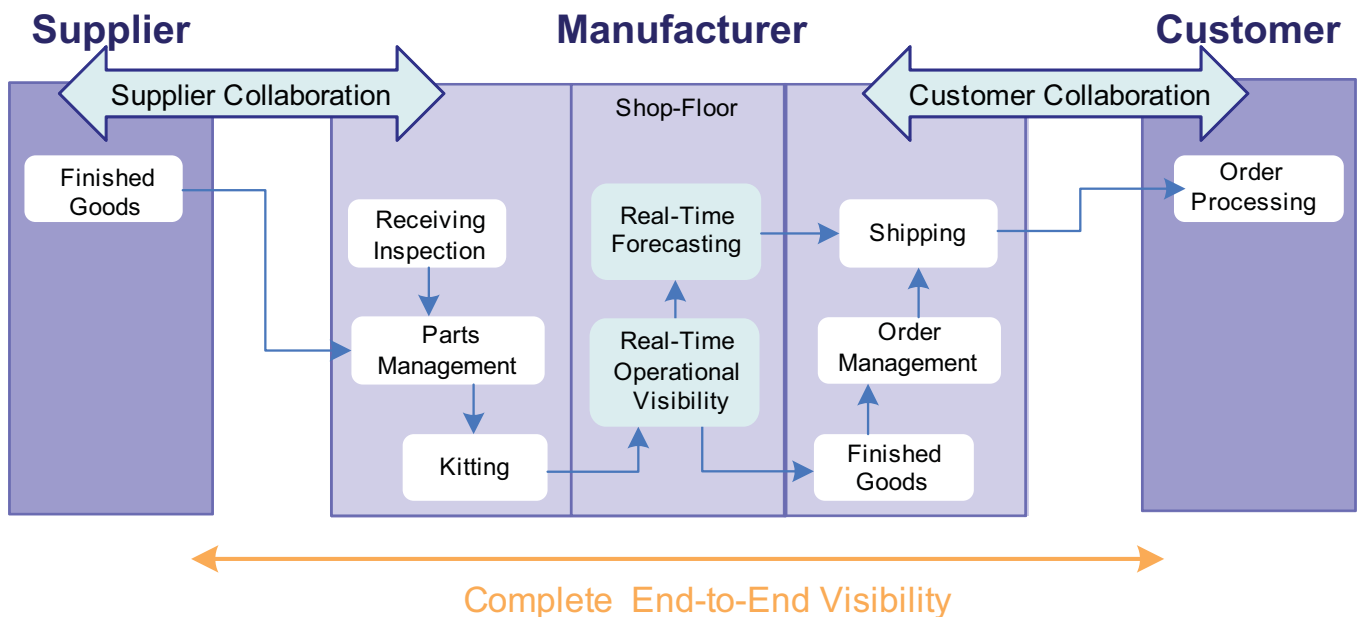 Supplier
Manufacturer
Customer
Supplier Collaboration
Customer Collaboration
Shop-Floor
Finished
Goods
Receiving
Inspection
Parts
Management
Kitting
Real-Time
Forecasting
Real-Time
Operational
Visibility
Shipping
Order
Management
Finished
Goods
Order
Processing
Complete End-to-End Visibility